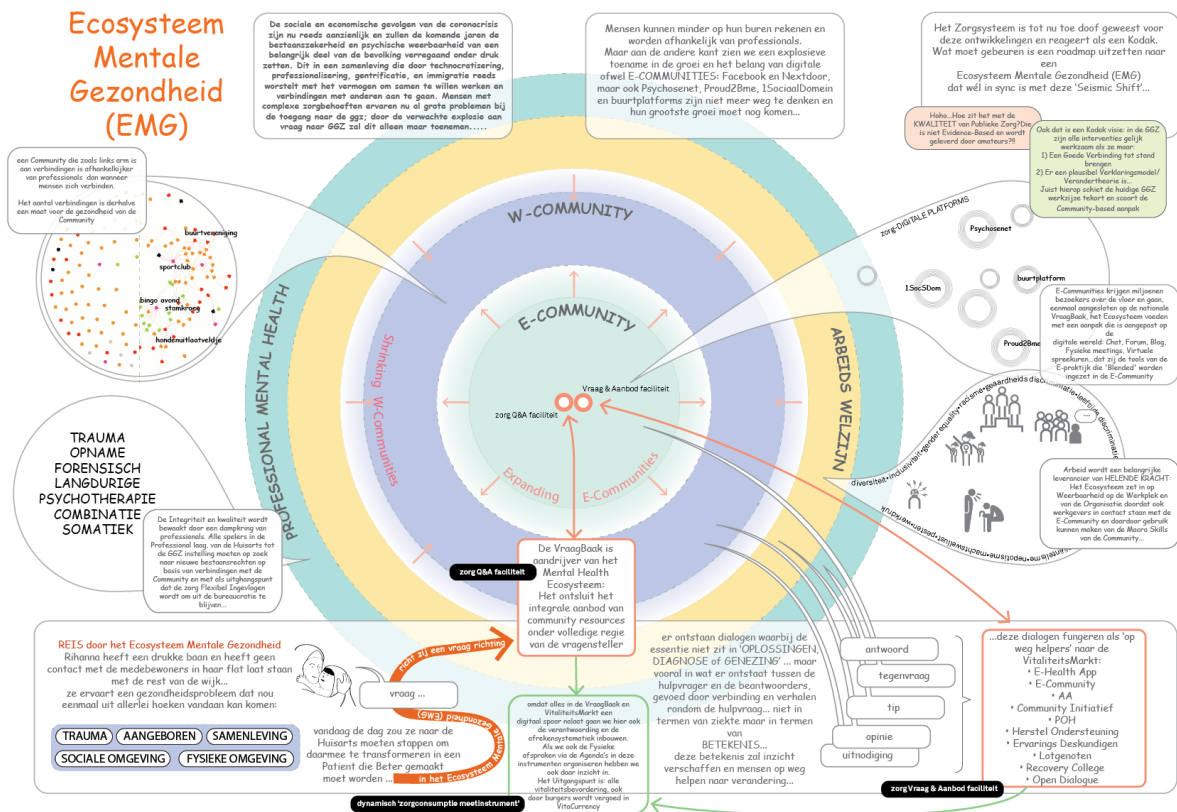 Ecosysteem
Mentale
Gezondheid
(EMG)
De sociale en economische gevolgen van de coronacrisis
zijn nu reeds aanzienlijk en zullen de komende jaren de
bestaanszekerheid en psychische weerbaarheid van een
belangrijk deel van de bevolking verregaand onder druk
zetten. Dit in een samenleving die door technocratisering,
professionalisering, gentrificatie, en immigratie reeds
worstelt met het vermogen om samen te willen werken en
verbindingen met anderen aan te gaan. Mensen met
complexe zorgbehoeften ervaren nu al grote problemen bij
de toegang naar de ggz; door de verwachte explosie aan
vraag naar GGZ zal dit alleen maar toenemen.....
Mensen kunnen minder op hun buren rekenen en
worden afhankelijk van professionals.
Maar aan de andere kant zien we een explosieve
toename in de groei en het belang van digitale
ofwel E-COMMUNITIES: Facebook en Nextdoor,
maar ook Psychosenet, Proud2Bme, 1SociaalDomein
en buurtplatforms zijn niet meer weg te denken en
hun grootste groei moet nog komen...
Het Zorgsysteem is tot nu toe doof geweest voor
deze ontwikkelingen en reageert als een Kodak.
Wat moet gebeuren is een roadmap uitzetten naar
een
Ecosysteem Mentale Gezondheid (EMG)
dat wél in sync is met deze 'Seismic Shift'...
Hoho...Hoe zit het met de
KWALITEIT van Publieke Zorg?Die
is niet Evidence-Based en wordt
geleverd door amateurs?!!
Ook dat is een Kodak visie: in de GGZ
zijn alle interventies gelijk
werkzaam als ze maar:
1) Een Goede Verbinding tot stand
brengen
2) Er een plausibel Verklaringsmodel/
Verandertheorie is...
Juist hierop schiet de huidige GGZ
werkzijze tekort en scoort de
Community-based aanpak
een Community die zoals links arm is
aan verbindingen is afhankelijker
van professionals dan wanneer
mensen zich verbinden.
Het aantal verbindingen is derhalve
een maat voor de gezondheid van de
Community
buurtvereniging
sportclub
bingo avond
stamkroeg
hondenuitlaatveldje
W-COMMUNITY
E-COMMUNITY
PROFESSIONAL MENTAL HEALTH
ARBEIDS WELZIJN
Shrinking
W-Communities
Expanding
E-Communities
Vraag & Aanbod faciliteit
zorg Q&A faciliteit
zorg-DIGITALE PLATFORMS
Psychosenet
1SocSDom
buurtplatform
Proud2Bme
E-Communities krijgen miljoenen
bezoekers over de vloer en gaan,
eenmaal aangesloten op de nationale
VraagBaak, het Ecosysteem voeden
met een aanpak die is aangepast op
de
digitale wereld: Chat, Forum, Blog,
Fysieke meetings, Virtuele
spreekuren...dat zij de tools van de
E-praktijk die 'Blended' worden
ingezet in de E-Community
diversiteit•inclusiviteit•gender equality•racisme•geaardheids discriminatie•leeftijds discriminatie
...
Arbeid wordt een belangrijke
leverancier van HELENDE KRACHT:
Het Ecosysteem zet in op
Weerbaarheid op de Werkplek en
van de Organisatie doordat ook
werkgevers in contact staan met de
E-Community en daardoor gebruik
kunnen maken van de Macro Skills
van de Community...
TRAUMA
OPNAME
FORENSISCH
LANGDURIGE
PSYCHOTHERAPIE
COMBINATIE
SOMATIEK
De Integriteit en kwaliteit wordt
bewaakt door een dampkring van
professionals. Alle spelers in de
Professional laag, van de Huisarts tot
de GGZ instelling moeten op zoek
naar nieuwe bestaansrechten op
basis van verbindingen met de
Community en met als uitgangspunt
dat de zorg Flexibel Ingevlogen
wordt om uit de bureaucratie te
blijven...
zorg Q&A faciliteit
De VraagBaak is
aandrijver van het
Mental Health
Ecosysteem:
Het ontsluit het
integrale aanbod van
community resources
onder volledige regie
van de vragensteller
REIS door het Ecosysteem Mentale Gezondheid
Rihanna heeft een drukke baan en heeft geen
contact met de medebewoners in haar flat laat staan
met de rest van de wijk...
ze ervaart een gezondheidsprobleem dat nou
eenmaal uit allerlei hoeken vandaan kan komen:
TRAUMA
AANGEBOREN
SAMENLEVING
SOCIALE OMGEVING
FYSIEKE OMGEVING
vraag ...
richt zij een vraag richting
in het Ecosysteem Mentale Gezondheid (EMG)
vandaag de dag zou ze naar de
Huisarts moeten stappen om
daarmee te transformeren in een
Patient die Beter gemaakt
moet worden ...
omdat alles in de VraagBaak en
VitaliteitsMarkt een
digitaal spoor nalaat gaan we hier ook
de verantwoording en de
afrekensystematiek inbouwen.
Als we ook de Fysieke
afspraken via de Agenda's in deze
instrumenten organiseren hebben we
ook daar inzicht in.
Het Uitgangspunt is: alle
vitaliteitsbevordering, ook
door burgers wordt vergoed in
VitaCurrency
dynamisch 'zorgconsumptie meetinstrument'
er ontstaan dialogen waarbij de
essentie niet zit in 'OPLOSSINGEN,
DIAGNOSE of GENEZING' ... maar
vooral in wat er ontstaat tussen de
hulpvrager en de beantwoorders,
gevoed door verbinding en verhalen
rondom de hulpvraag... niet in
termen van ziekte maar in termen
van
BETEKENIS...
deze betekenis zal inzicht
verschaffen en mensen op weg
helpen naar verandering...
antwoord
tegenvraag
tip
opinie
uitnodiging
...deze dialogen fungeren als 'op
weg helpers' naar de
VitaliteitsMarkt:
• E-Health App
• E-Community
• AA
• Community Initiatief
• POH
• Herstel Ondersteuning
• Ervarings Deskundigen
• Lotgenoten
• Recovery College
• Open Dialogue
zorg Vraag & Aanbod faciliteit